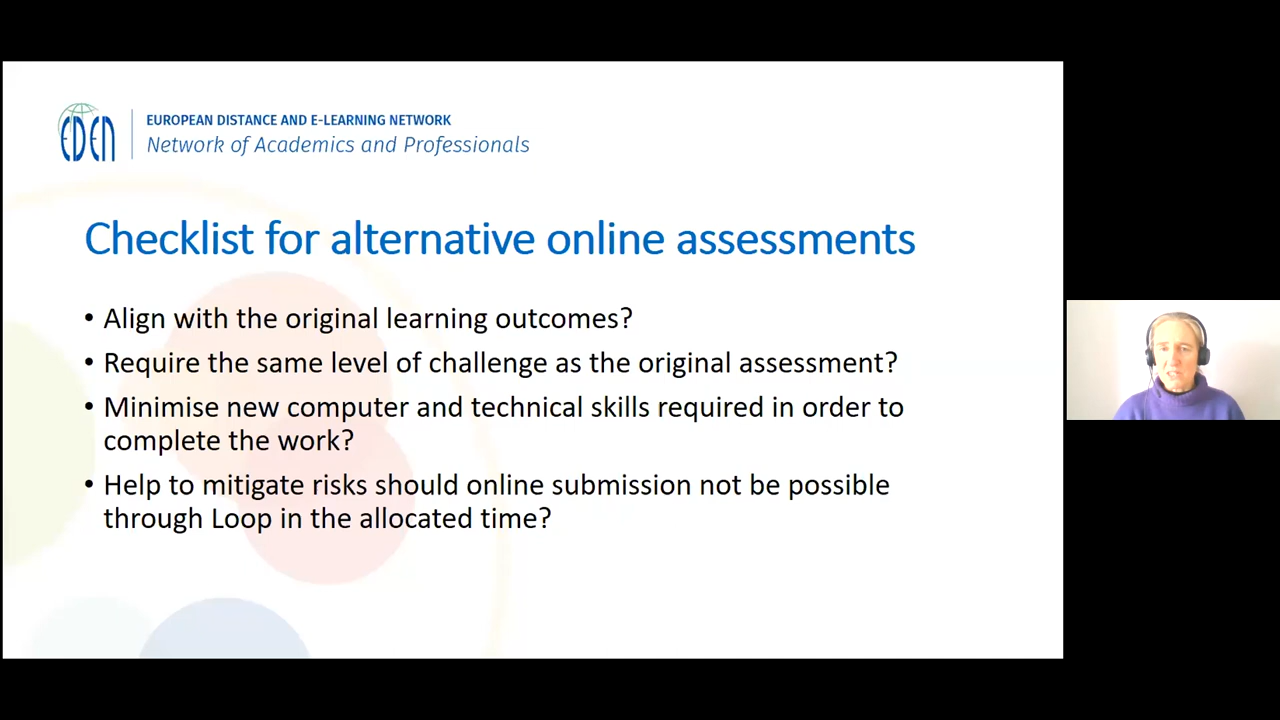 EDEN
EUROPEAN DISTANCE AND E-LEARNING NETWORK
Network of Academics and Professionals
Checklist for alternative online assessments
• Align with the original learning outcomes?
• Require the same level of challenge as the original assessment?
• Minimise new computer and technical skills required in order to
complete the work?
• Help to mitigate risks should online submission not be possible
through Loop in the allocated time?